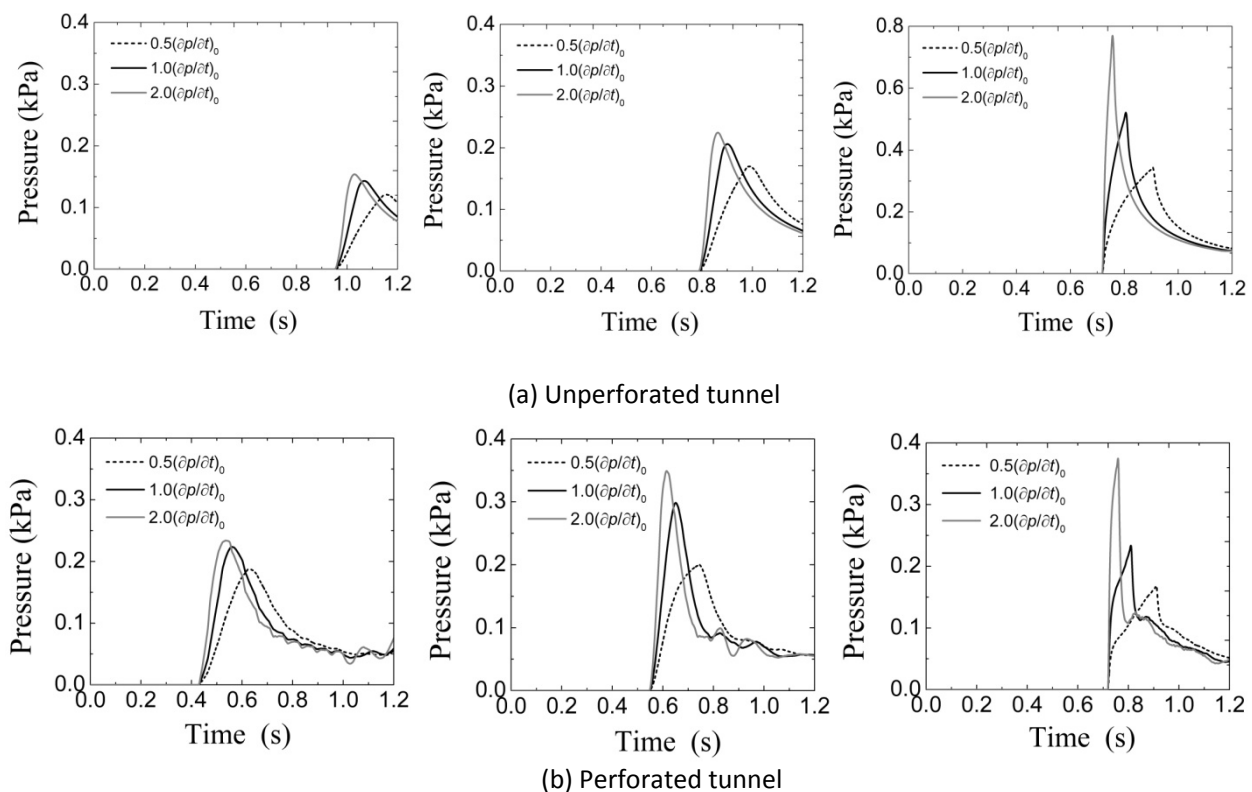 0.4
0.3
0.2
0.1
0.0
Pressure (kPa)
0.5(∂p/∂t)₀
1.0(∂p/∂t)₀
2.0(∂p/∂t)₀
0.0 0.2 0.4 0.6 0.8 1.0 1.2
Time (s)
0.4
0.3
0.2
0.1
0.0
Pressure (kPa)
0.5(∂p/∂t)₀
1.0(∂p/∂t)₀
2.0(∂p/∂t)₀
0.0 0.2 0.4 0.6 0.8 1.0 1.2
Time (s)
0.8
0.6
0.4
0.2
0.0
Pressure (kPa)
0.5(∂p/∂t)₀
1.0(∂p/∂t)₀
2.0(∂p/∂t)₀
0.0 0.2 0.4 0.6 0.8 1.0 1.2
Time (s)
(a) Unperforated tunnel
0.4
0.3
0.2
0.1
0.0
Pressure (kPa)
0.5(∂p/∂t)₀
1.0(∂p/∂t)₀
2.0(∂p/∂t)₀
0.0 0.2 0.4 0.6 0.8 1.0 1.2
Time (s)
0.4
0.3
0.2
0.1
0.0
Pressure (kPa)
0.5(∂p/∂t)₀
1.0(∂p/∂t)₀
2.0(∂p/∂t)₀
0.0 0.2 0.4 0.6 0.8 1.0 1.2
Time (s)
0.4
0.3
0.2
0.1
0.0
Pressure (kPa)
0.5(∂p/∂t)₀
1.0(∂p/∂t)₀
2.0(∂p/∂t)₀
0.0 0.2 0.4 0.6 0.8 1.0 1.2
Time (s)
(b) Perforated tunnel